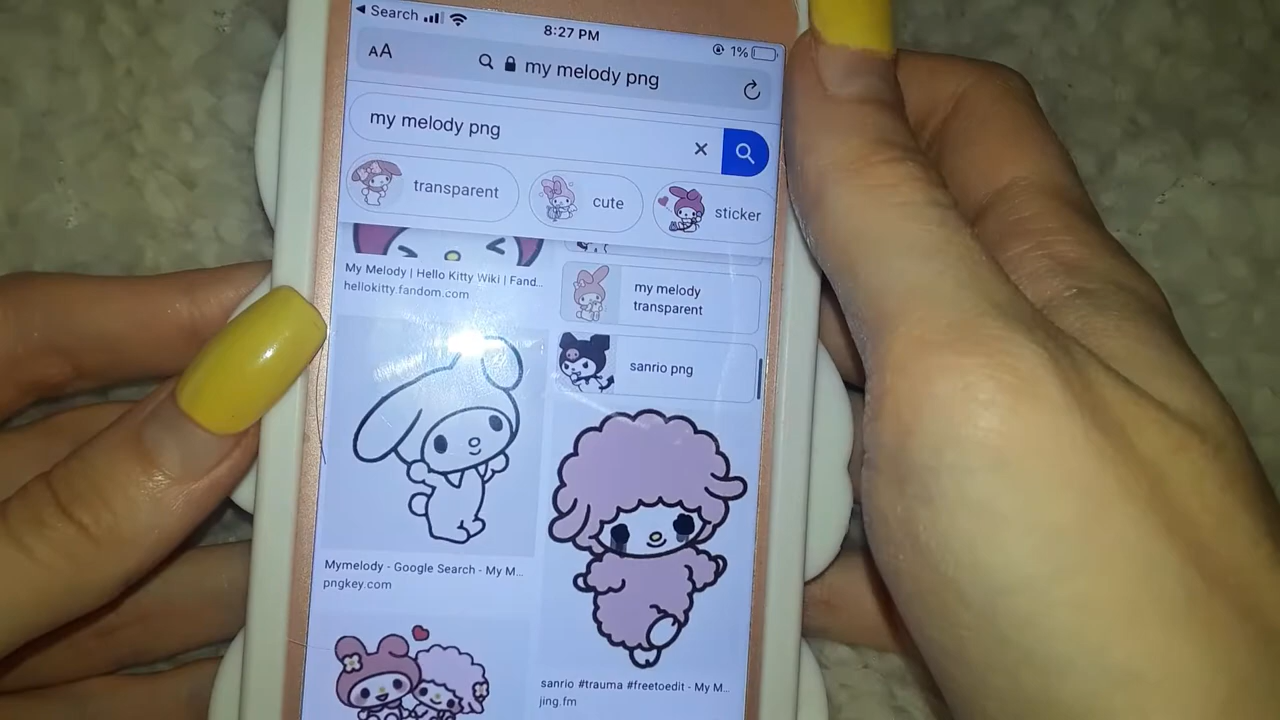 Search
8:27 PM
1%
AA
my melody png
my melody png
transparent
cute
sticker
My Melody | Hello Kitty Wiki | Fand...
hellokitty.fandom.com
my melody
transparent
sanrio png
Mymelody - Google Search - My M...
pngkey.com
sanrio #trauma #freetoedit - My M...
jing.fm